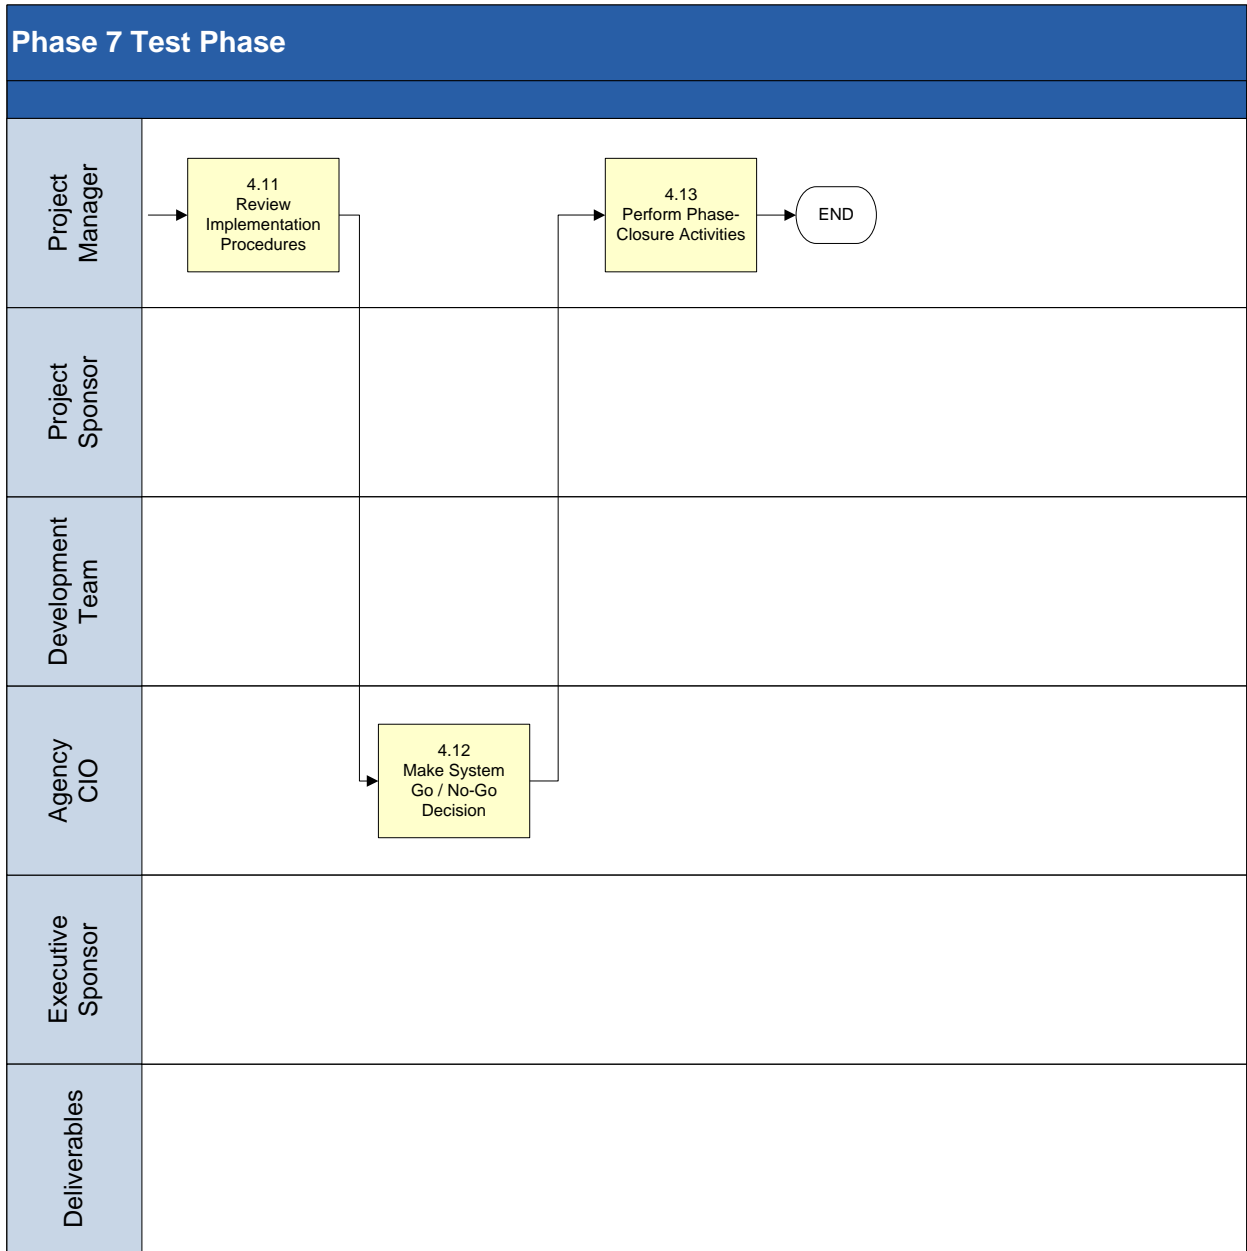 Phase 7 Test Phase
Project
Manager
4.11
Review
Implementation
Procedures
4.13
Perform Phase-
Closure Activities
END
Project
Sponsor
Development
Team
Agency
CIO
4.12
Make System
Go / No-Go
Decision
Executive
Sponsor
Deliverables